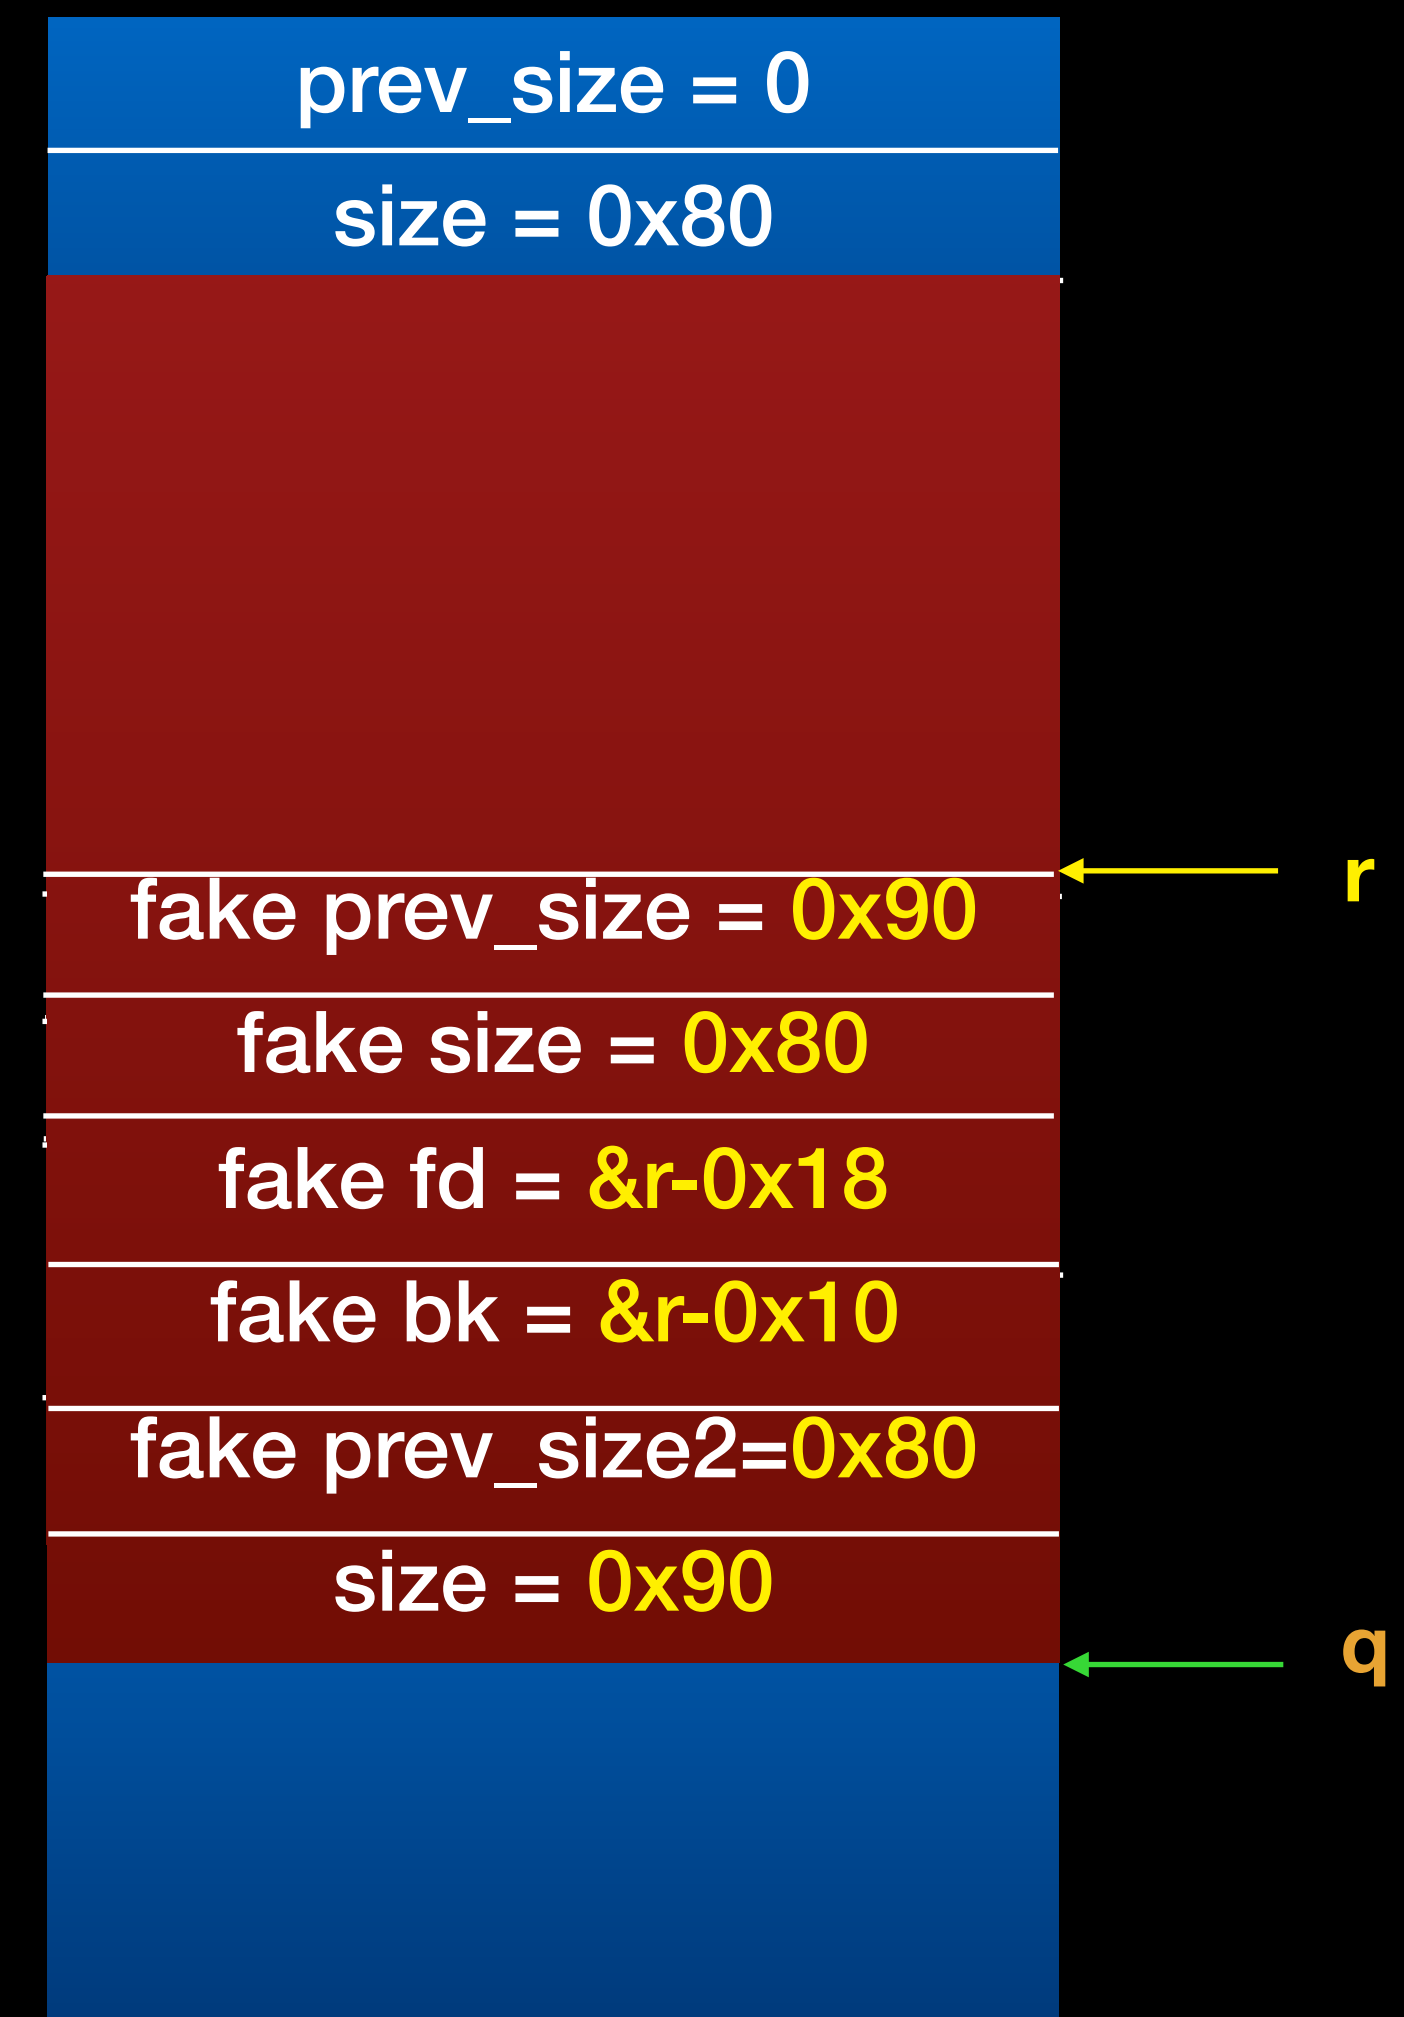 prev_size = 0
size = 0x80
r
fake prev_size = 0x90
fake size = 0x80
fake fd = &r-0x18
fake bk = &r-0x10
fake prev_size2=0x80
size = 0x90
q